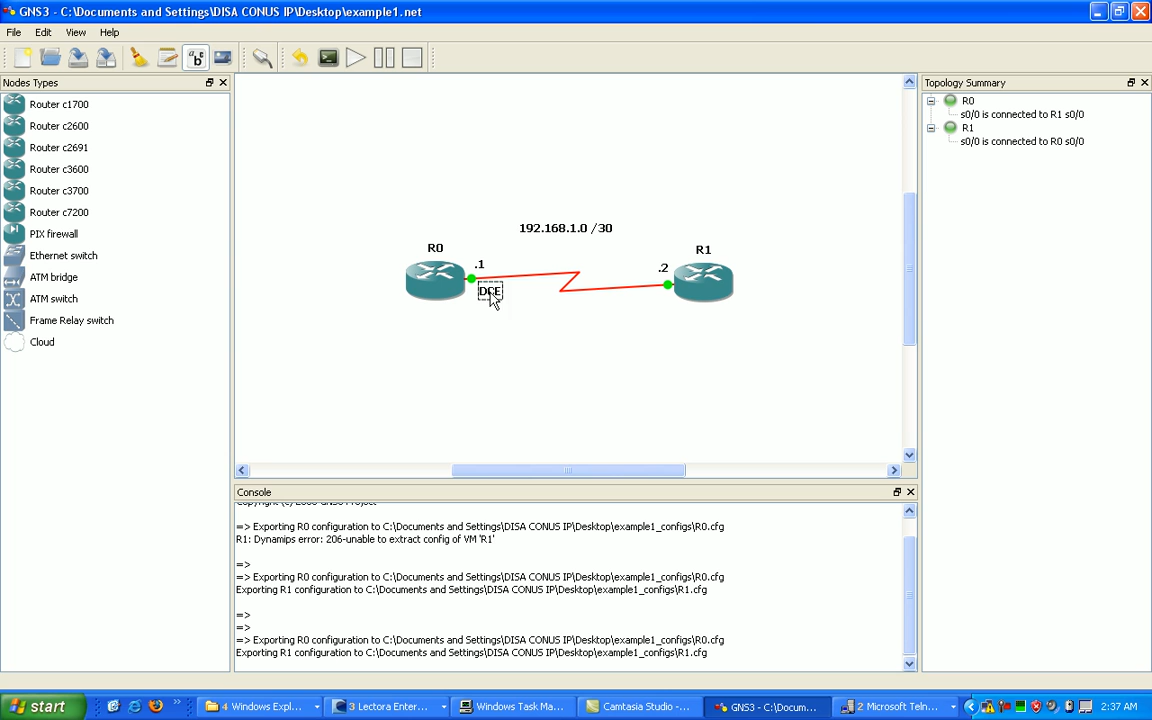 GNS3 - C:\Documents and Settings\DISA CONUS IP\Desktop\example1.net
File Edit View Help
Nodes Types
Router c1700
Router c2600
Router c2691
Router c3600
Router c3700
Router c7200
PIX firewall
Ethernet switch
ATM bridge
ATM switch
Frame Relay switch
Cloud
192.168.1.0 /30
R0
R1
.1
.2
DCE
Topology Summary
R0
s0/0 is connected to R1 s0/0
R1
s0/0 is connected to R0 s0/0
Console
=> Exporting R0 configuration to C:\Documents and Settings\DISA CONUS IP\Desktop\example1_configs\R0.cfg
R1: Dynamips error: 206-unable to extract config of VM 'R1'
=>
=> Exporting R0 configuration to C:\Documents and Settings\DISA CONUS IP\Desktop\example1_configs\R0.cfg
Exporting R1 configuration to C:\Documents and Settings\DISA CONUS IP\Desktop\example1_configs\R1.cfg
=>
=>
=> Exporting R0 configuration to C:\Documents and Settings\DISA CONUS IP\Desktop\example1_configs\R0.cfg
Exporting R1 configuration to C:\Documents and Settings\DISA CONUS IP\Desktop\example1_configs\R1.cfg
start
4 Windows Expl...
3 Lectora Enter...
Windows Task Ma...
Camtasia Studio - ...
GNS3 - C:\Docum...
2 Microsoft Teln...
2:37 AM